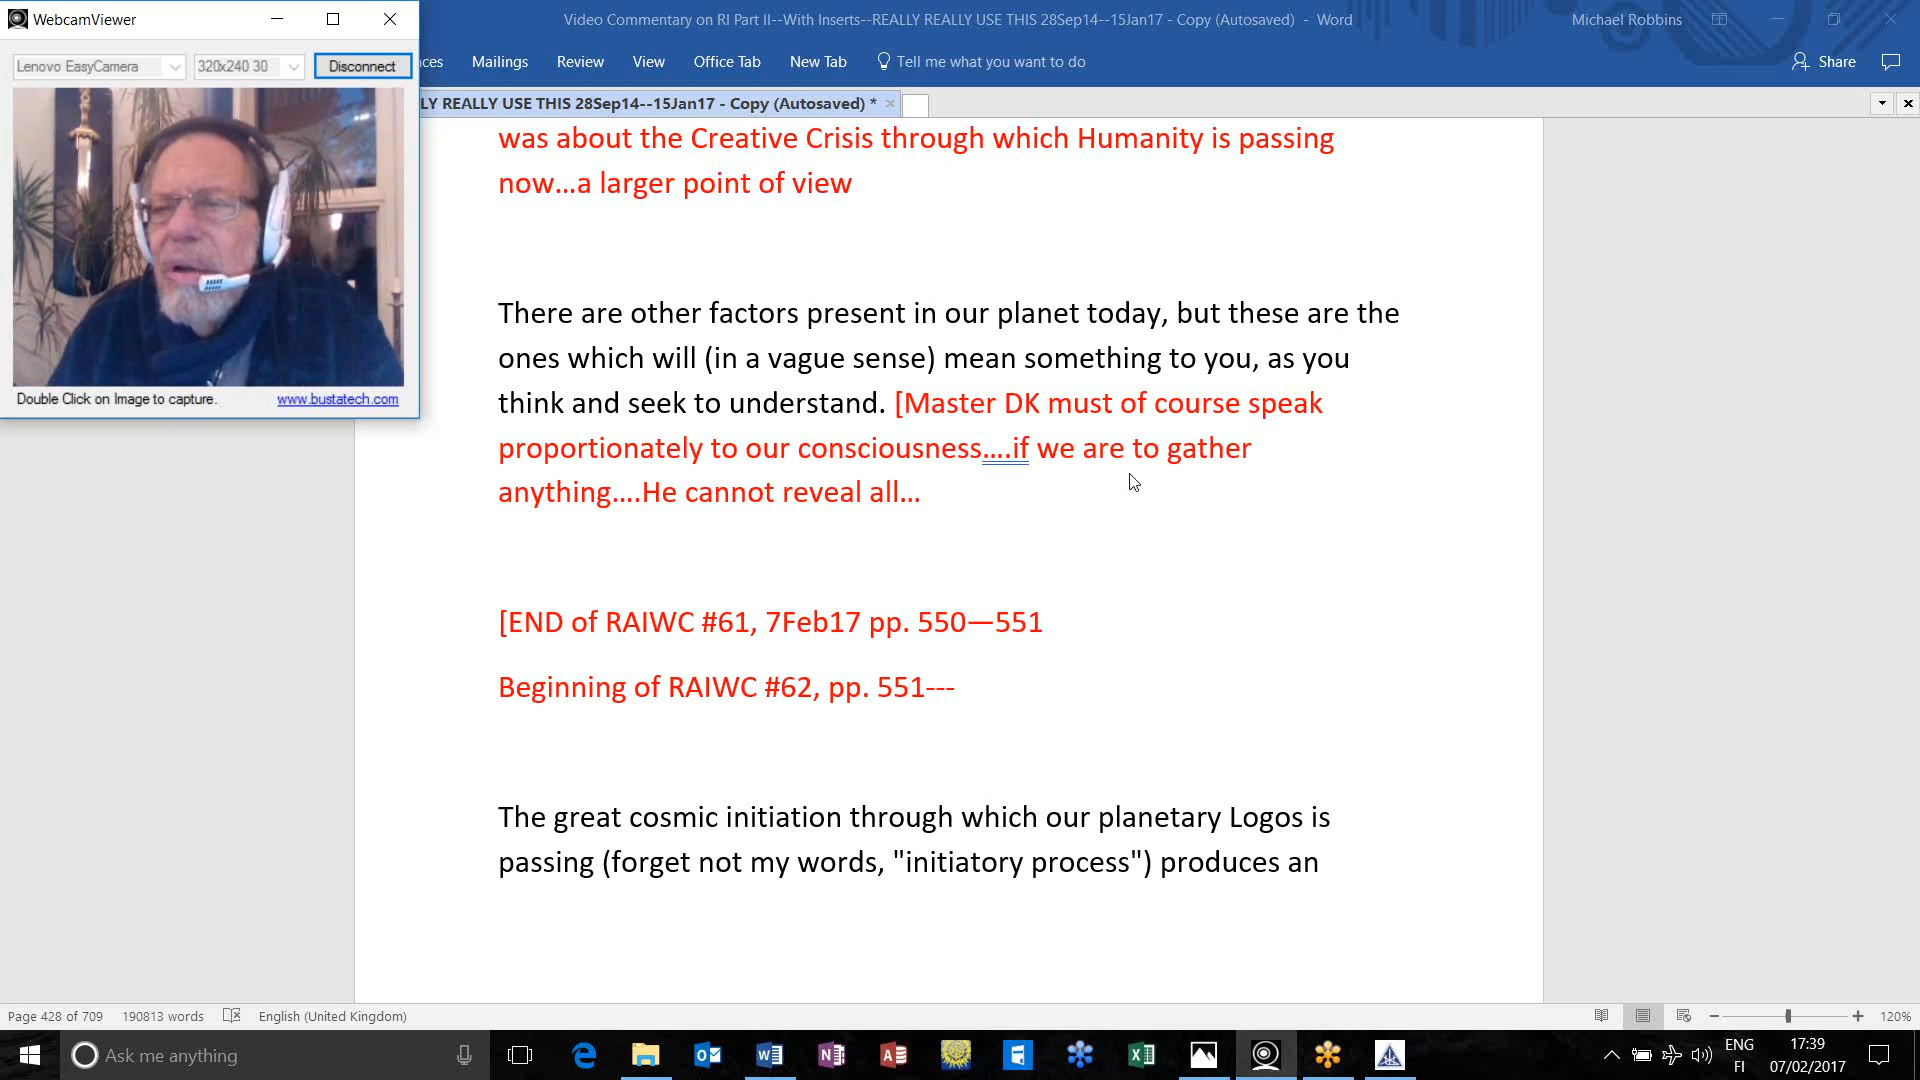 WebcamViewer
Video Commentary on RI Part II--With Inserts--REALLY REALLY USE THIS 28Sep14--15Jan17 - Copy (Autosaved) - Word
Michael Robbins
Lenovo EasyCamera
320x240 30
Disconnect
ces
Mailings
Review
View
Office Tab
New Tab
Tell me what you want to do
Share
LY REALLY USE THIS 28Sep14--15Jan17 - Copy (Autosaved) *
was about the Creative Crisis through which Humanity is passing
now…a larger point of view
There are other factors present in our planet today, but these are the
ones which will (in a vague sense) mean something to you, as you
think and seek to understand. [Master DK must of course speak
proportionately to our consciousness….if we are to gather
anything….He cannot reveal all…
Double Click on Image to capture.
www.bustatech.com
[END of RAIWC #61, 7Feb17 pp. 550—551
Beginning of RAIWC #62, pp. 551---
The great cosmic initiation through which our planetary Logos is
passing (forget not my words, "initiatory process") produces an
Page 428 of 709
190813 words
English (United Kingdom)
120%
Ask me anything
ENG
FI
17:39
07/02/2017